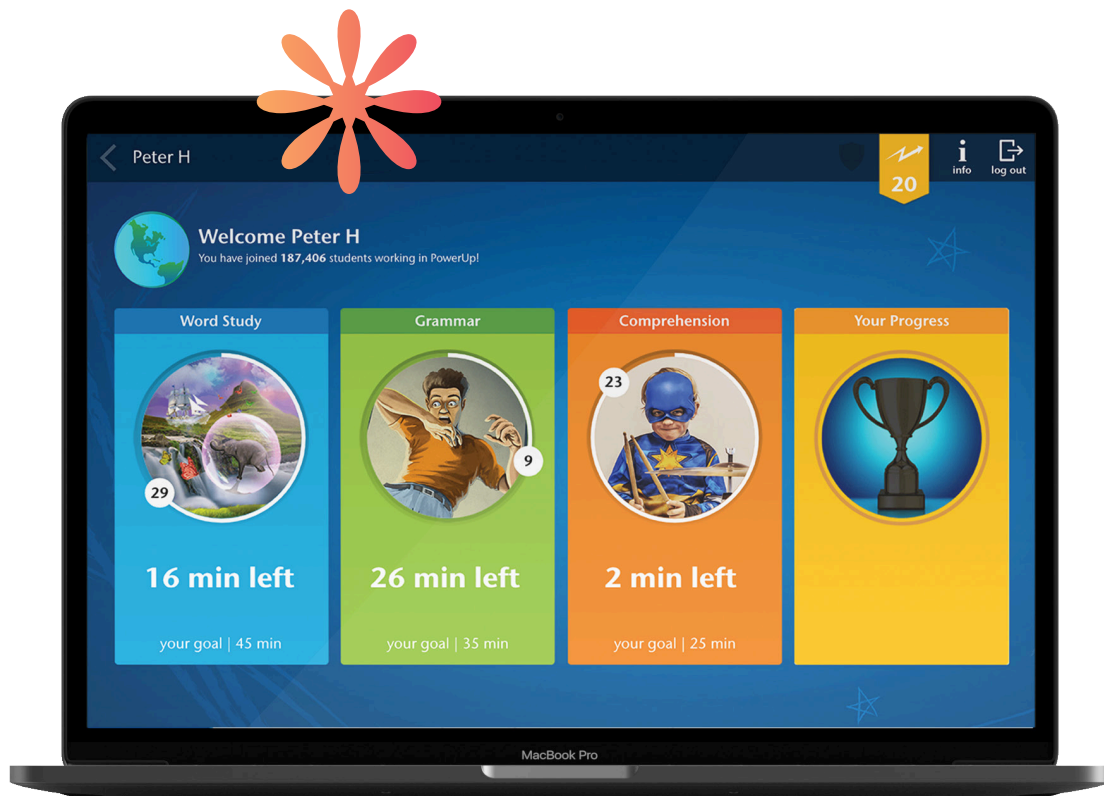 Peter H
20
info
log out
Welcome Peter H
You have joined 187,406 students working in PowerUp!
Word Study
29
16 min left
your goal | 45 min
Grammar
9
26 min left
your goal | 35 min
Comprehension
23
2 min left
your goal | 25 min
Your Progress
MacBook Pro